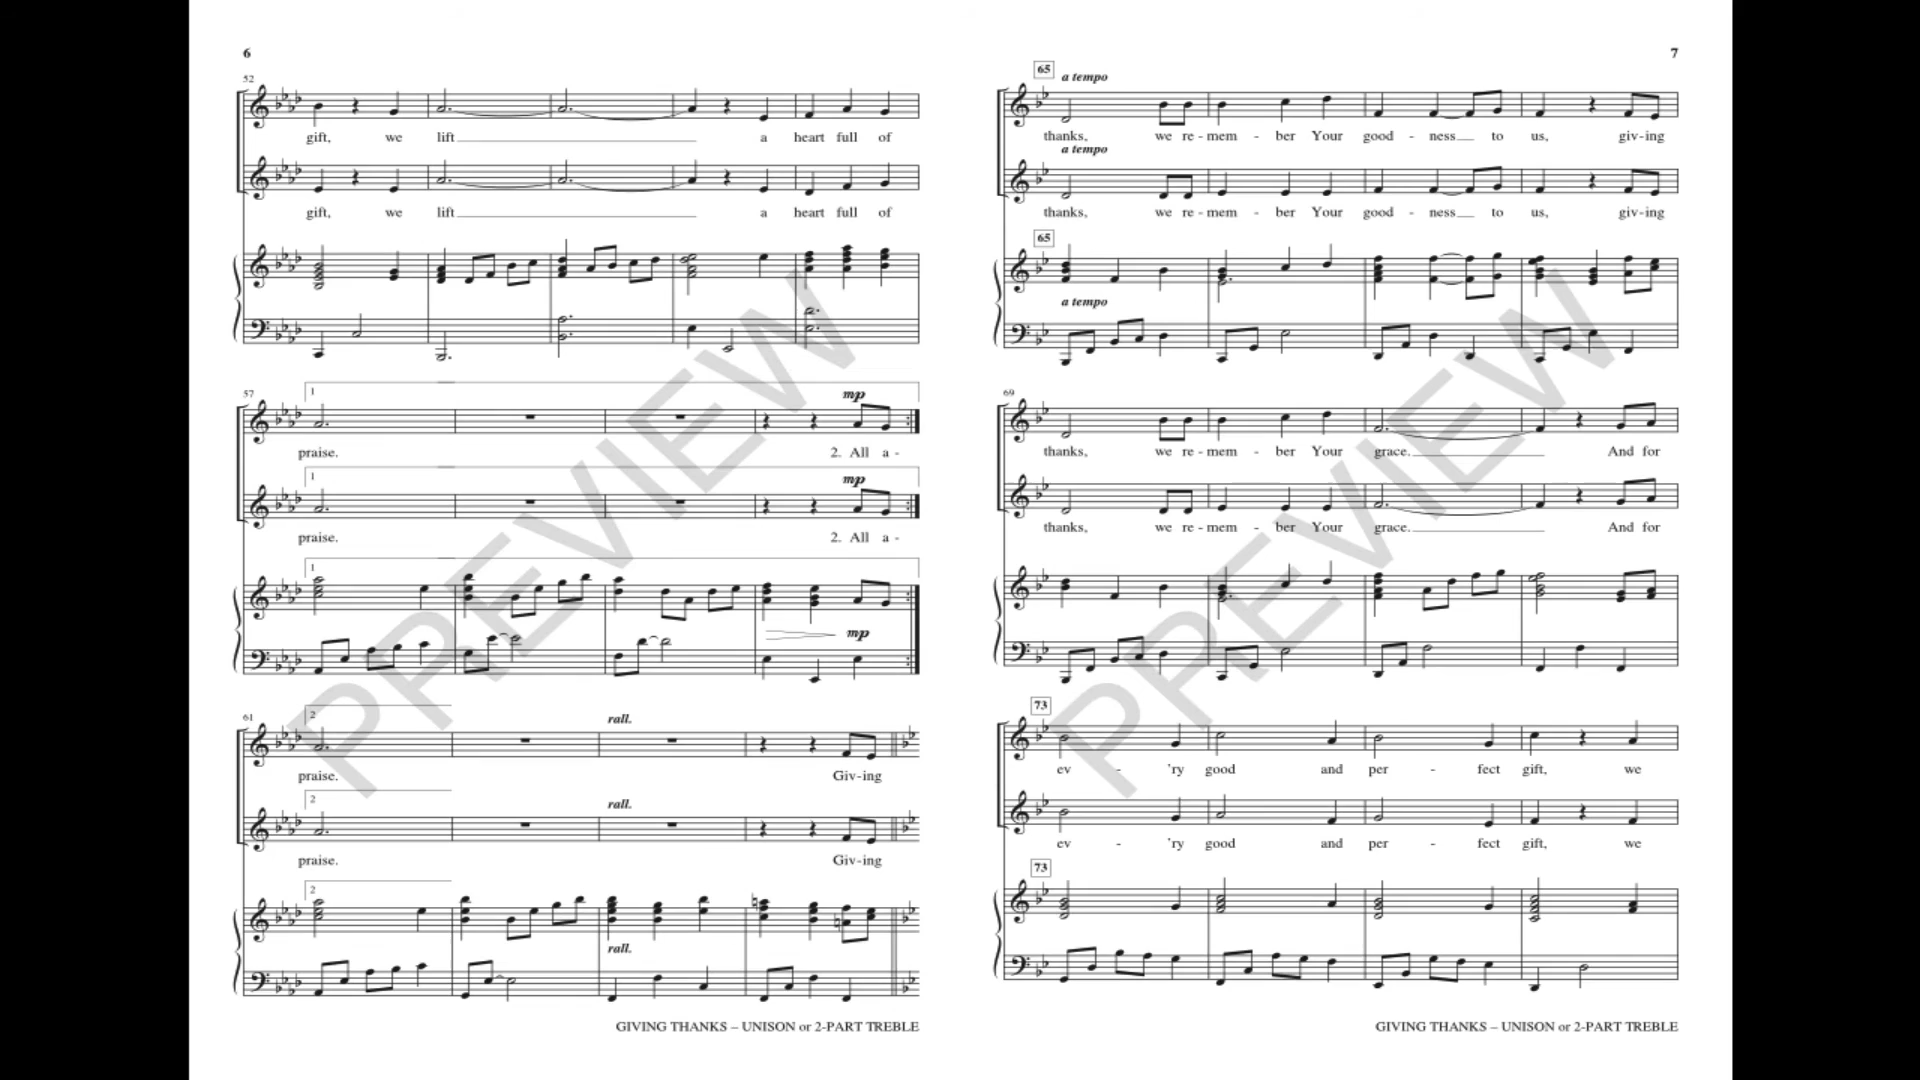 6
52
gift, we lift a heart full of
gift, we lift a heart full of
57
1
mp
praise. 2. All a -
1
mp
praise. 2. All a -
1
mp
61
2
rall.
praise. Giv-ing
2
rall.
praise. Giv-ing
2
rall.
GIVING THANKS – UNISON or 2-PART TREBLE
7
65 a tempo
thanks, we re - mem - ber Your good - ness to us, giv-ing
a tempo
thanks, we re - mem - ber Your good - ness to us, giv-ing
65
a tempo
69
thanks, we re - mem - ber Your grace. And for
thanks, we re - mem - ber Your grace. And for
73
ev - 'ry good and per - fect gift, we
ev - 'ry good and per - fect gift, we
73
GIVING THANKS – UNISON or 2-PART TREBLE
PREVIEW
PREVIEW